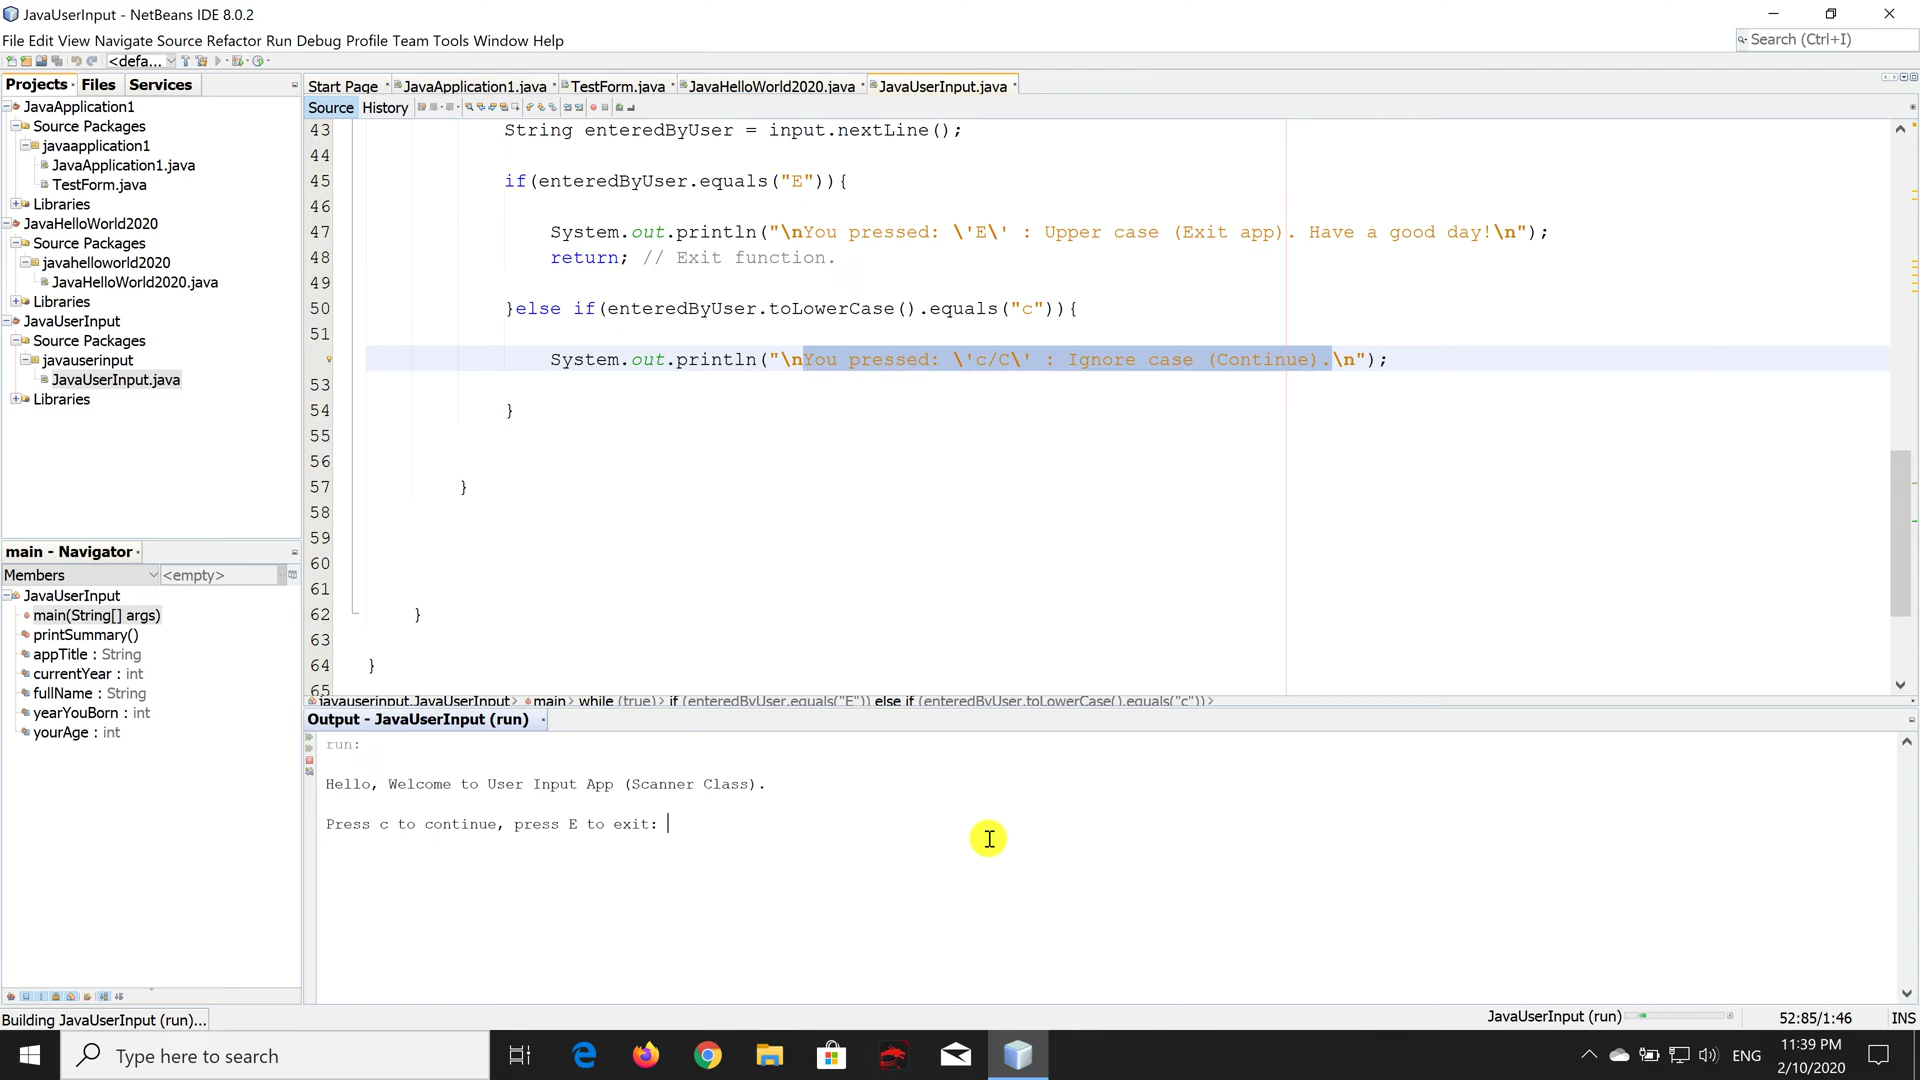 JavaUserInput - NetBeans IDE 8.0.2
File Edit View Navigate Source Refactor Run Debug Profile Team Tools Window Help
Search (Ctrl+I)
<defa...
Projects Files Services
Start Page JavaApplication1.java TestForm.java JavaHelloWorld2020.java JavaUserInput.java
Source History
JavaApplication1
Source Packages
javaapplication1
JavaApplication1.java
TestForm.java
Libraries
JavaHelloWorld2020
Source Packages
javahelloworld2020
JavaHelloWorld2020.java
Libraries
JavaUserInput
Source Packages
javauserinput
JavaUserInput.java
Libraries
43 String enteredByUser = input.nextLine();
44
45 if(enteredByUser.equals("E")){
46
47 System.out.println("\nYou pressed: \'E\' : Upper case (Exit app). Have a good day!\n");
48 return; // Exit function.
49
50 }else if(enteredByUser.toLowerCase().equals("c")){
51
System.out.println("\nYou pressed: \'c/C\' : Ignore case (Continue).\n");
53
54 }
55
56
57 }
58
59
60
61
62 }
63
64 }
65
javauserinput.JavaUserInput main while (true) if (enteredByUser.equals("E")) else if (enteredByUser.toLowerCase().equals("c"))
main - Navigator
Members <empty>
JavaUserInput
main(String[] args)
printSummary()
appTitle : String
currentYear : int
fullName : String
yearYouBorn : int
yourAge : int
Output - JavaUserInput (run)
run:
Hello, Welcome to User Input App (Scanner Class).
Press c to continue, press E to exit:
Building JavaUserInput (run)...
JavaUserInput (run)
52:85/1:46
INS
Type here to search
ENG
11:39 PM
2/10/2020